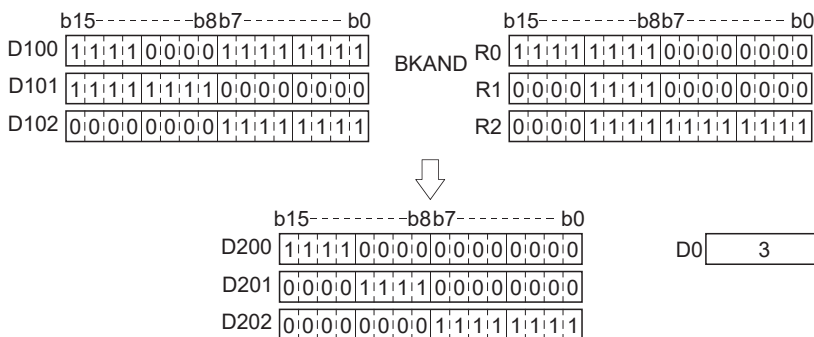 b15--------b8b7--------- b0 b15---------b8b7--------- b0
D100 1111000011111111 BKAND R0 1111111100000000
D101 1111111100000000 R1 0000111100000000
D102 0000000011111111 R2 0000111111111111
b15---------b8b7--------- b0
D200 1111000000000000 D0 3
D201 0000111100000000
D202 0000000011111111